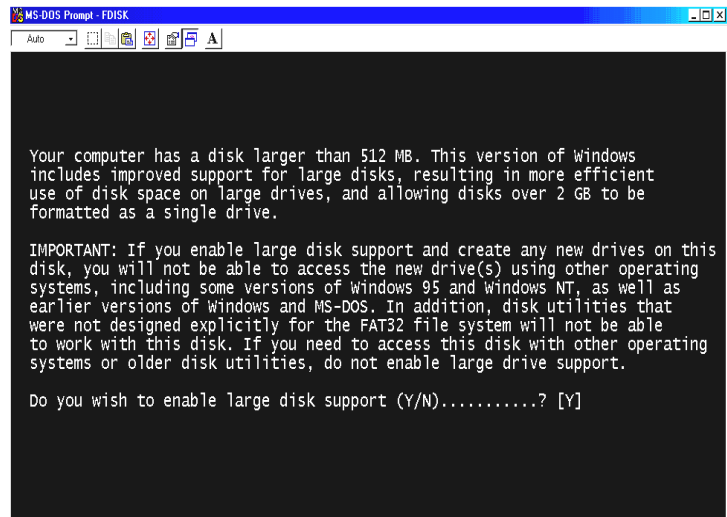 MS-DOS Prompt - FDISK
Auto
A
Your computer has a disk larger than 512 MB. This version of Windows
includes improved support for large disks, resulting in more efficient
use of disk space on large drives, and allowing disks over 2 GB to be
formatted as a single drive.
IMPORTANT: If you enable large disk support and create any new drives on this
disk, you will not be able to access the new drive(s) using other operating
systems, including some versions of Windows 95 and Windows NT, as well as
earlier versions of Windows and MS-DOS. In addition, disk utilities that
were not designed explicitly for the FAT32 file system will not be able
to work with this disk. If you need to access this disk with other operating
systems or older disk utilities, do not enable large drive support.
Do you wish to enable large disk support (Y/N)...........? [Y]